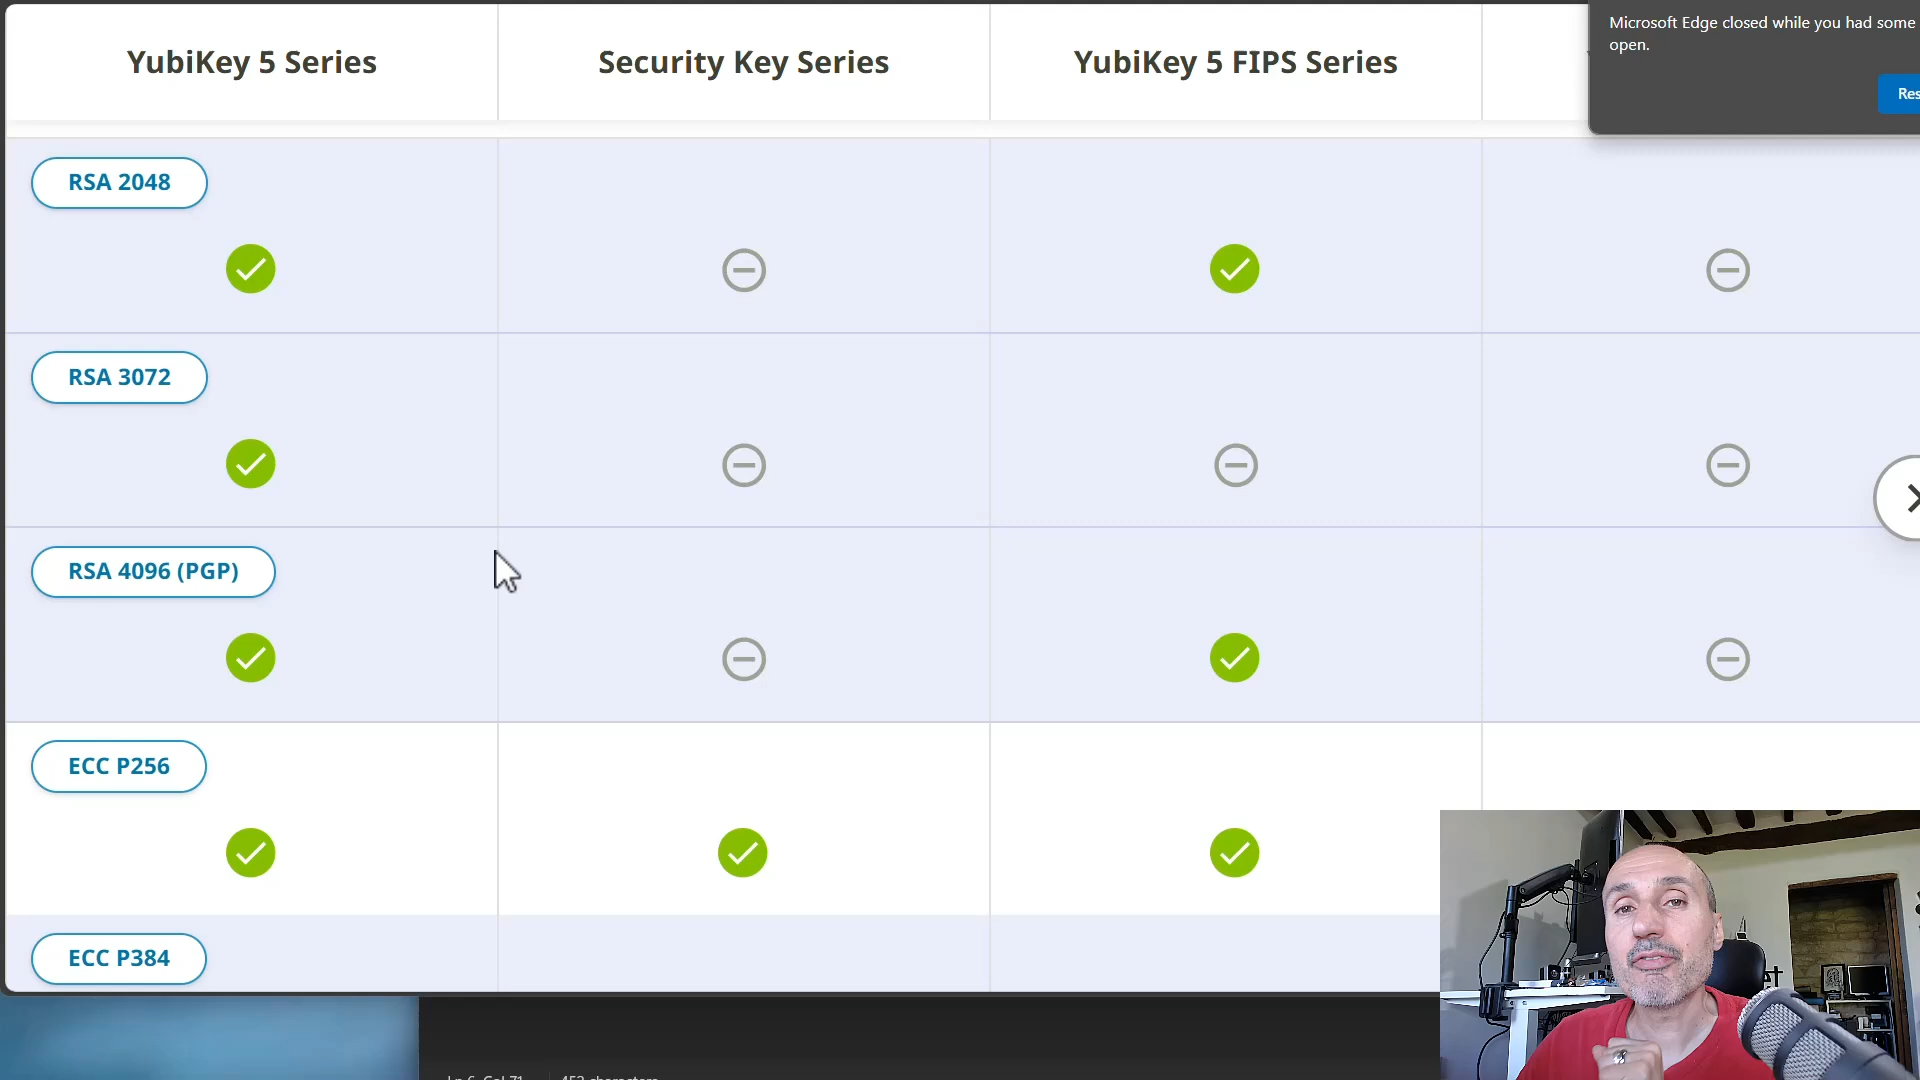 YubiKey 5 Series
Security Key Series
YubiKey 5 FIPS Series
Microsoft Edge closed while you had some
open.
Res
RSA 2048
RSA 3072
RSA 4096 (PGP)
ECC P256
ECC P384